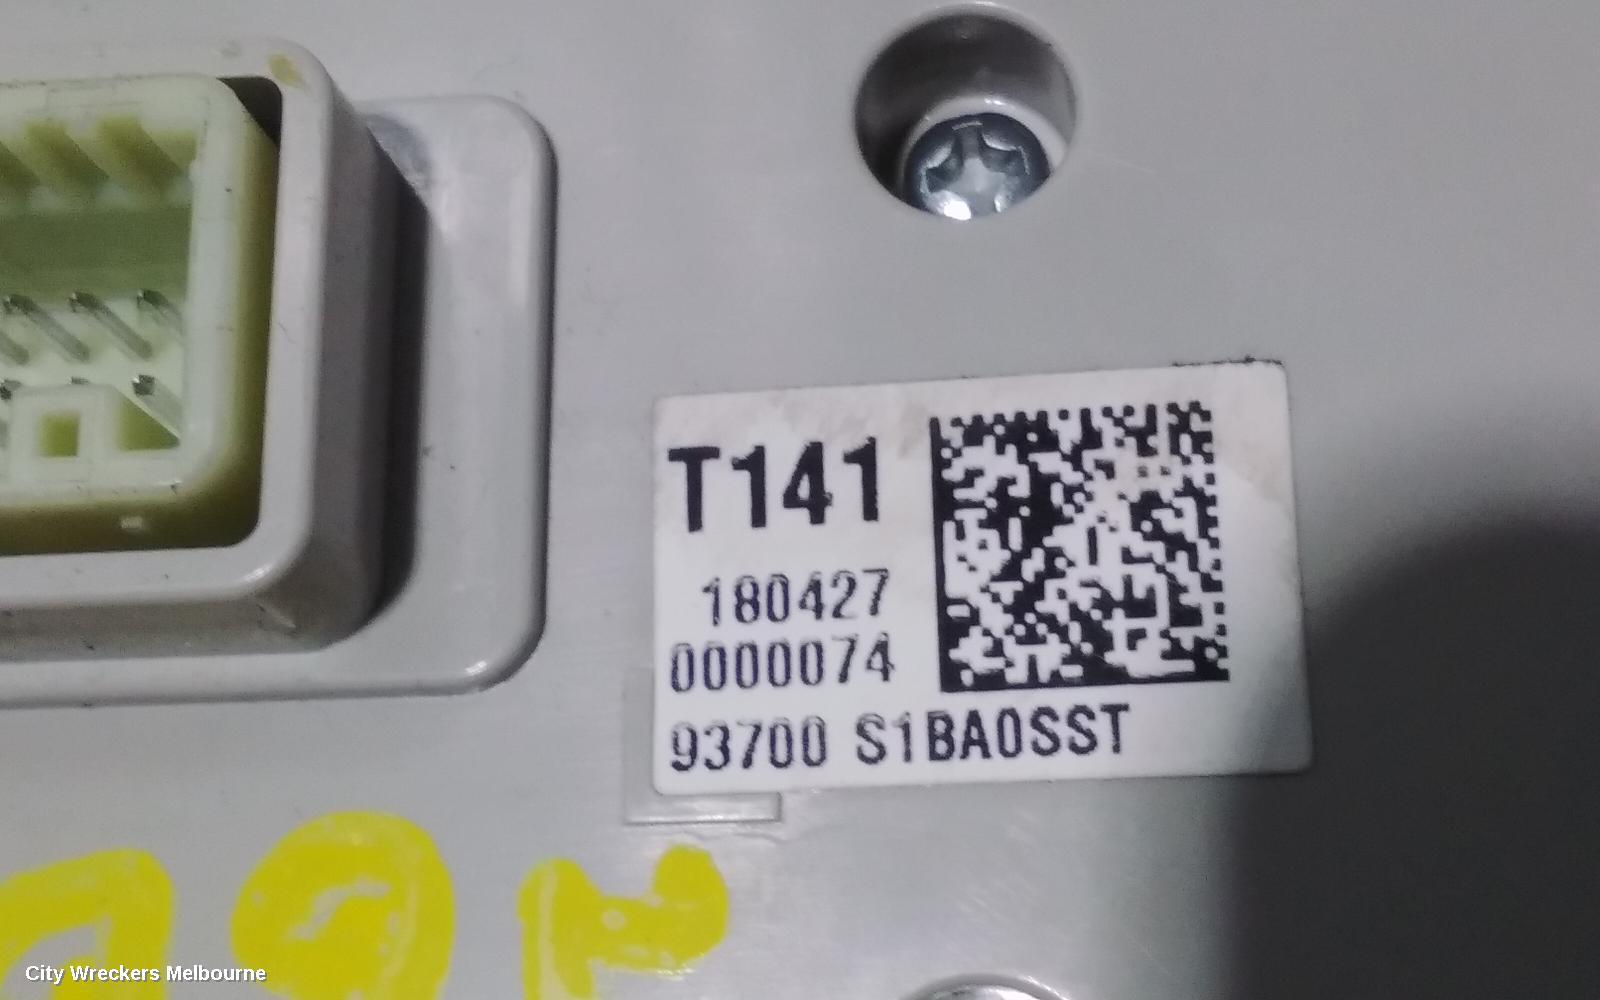 T141
180427
0000074
93700 S1BA0SST
City Wreckers Melbourne